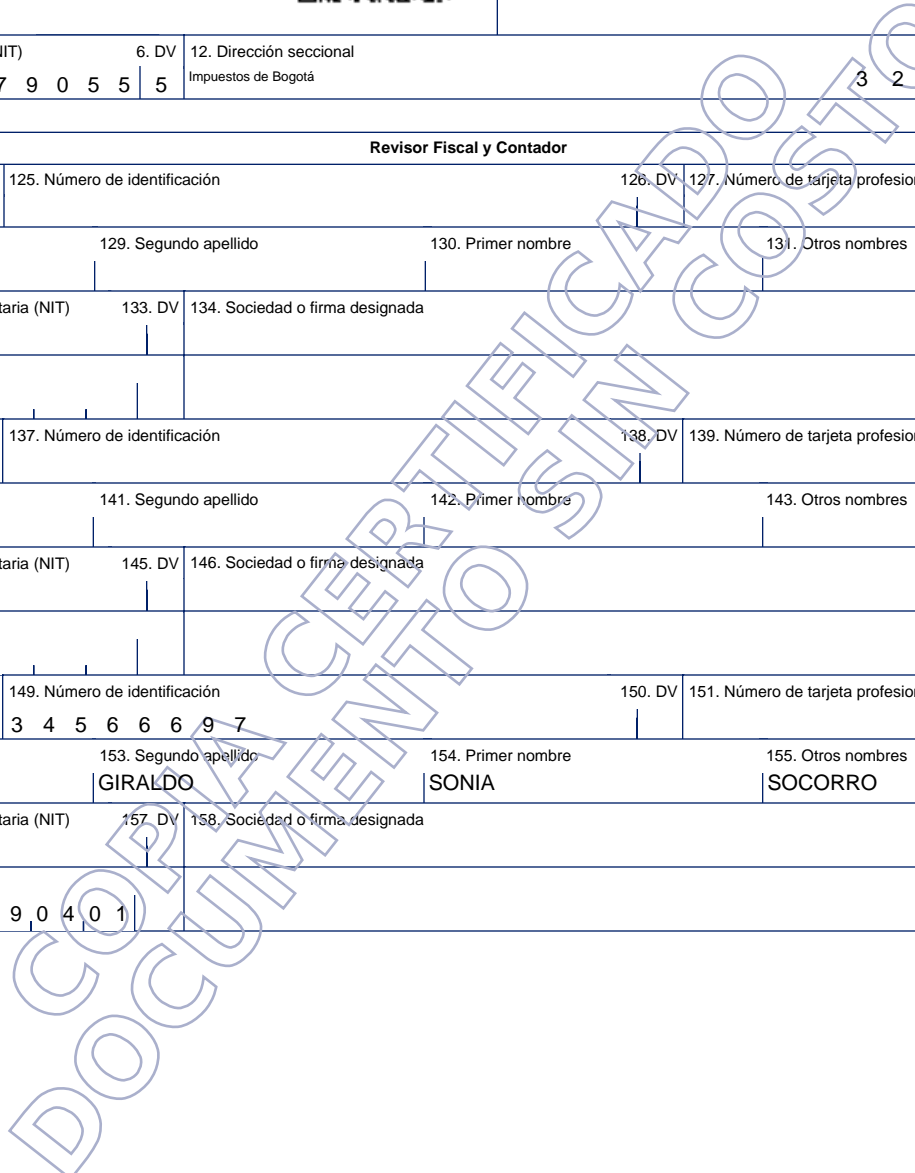 NIT) 6. DV 12. Dirección seccional
7 9 0 5 5 5 Impuestos de Bogotá 3 2
Revisor Fiscal y Contador
125. Número de identificación 126. DV 127. Número de tarjeta profesion
129. Segundo apellido 130. Primer nombre 131. Otros nombres
taria (NIT) 133. DV 134. Sociedad o firma designada
137. Número de identificación 138. DV 139. Número de tarjeta profesion
141. Segundo apellido 142. Primer nombre 143. Otros nombres
taria (NIT) 145. DV 146. Sociedad o firma designada
149. Número de identificación 150. DV 151. Número de tarjeta profesion
3 4 5 6 6 6 9 7
153. Segundo apellido 154. Primer nombre 155. Otros nombres
GIRALDO SONIA SOCORRO
taria (NIT) 157. DV 158. Sociedad o firma designada
9 0 4 0 1
COPIA CERTIFICADO
DOCUMENTO SIN COSTO